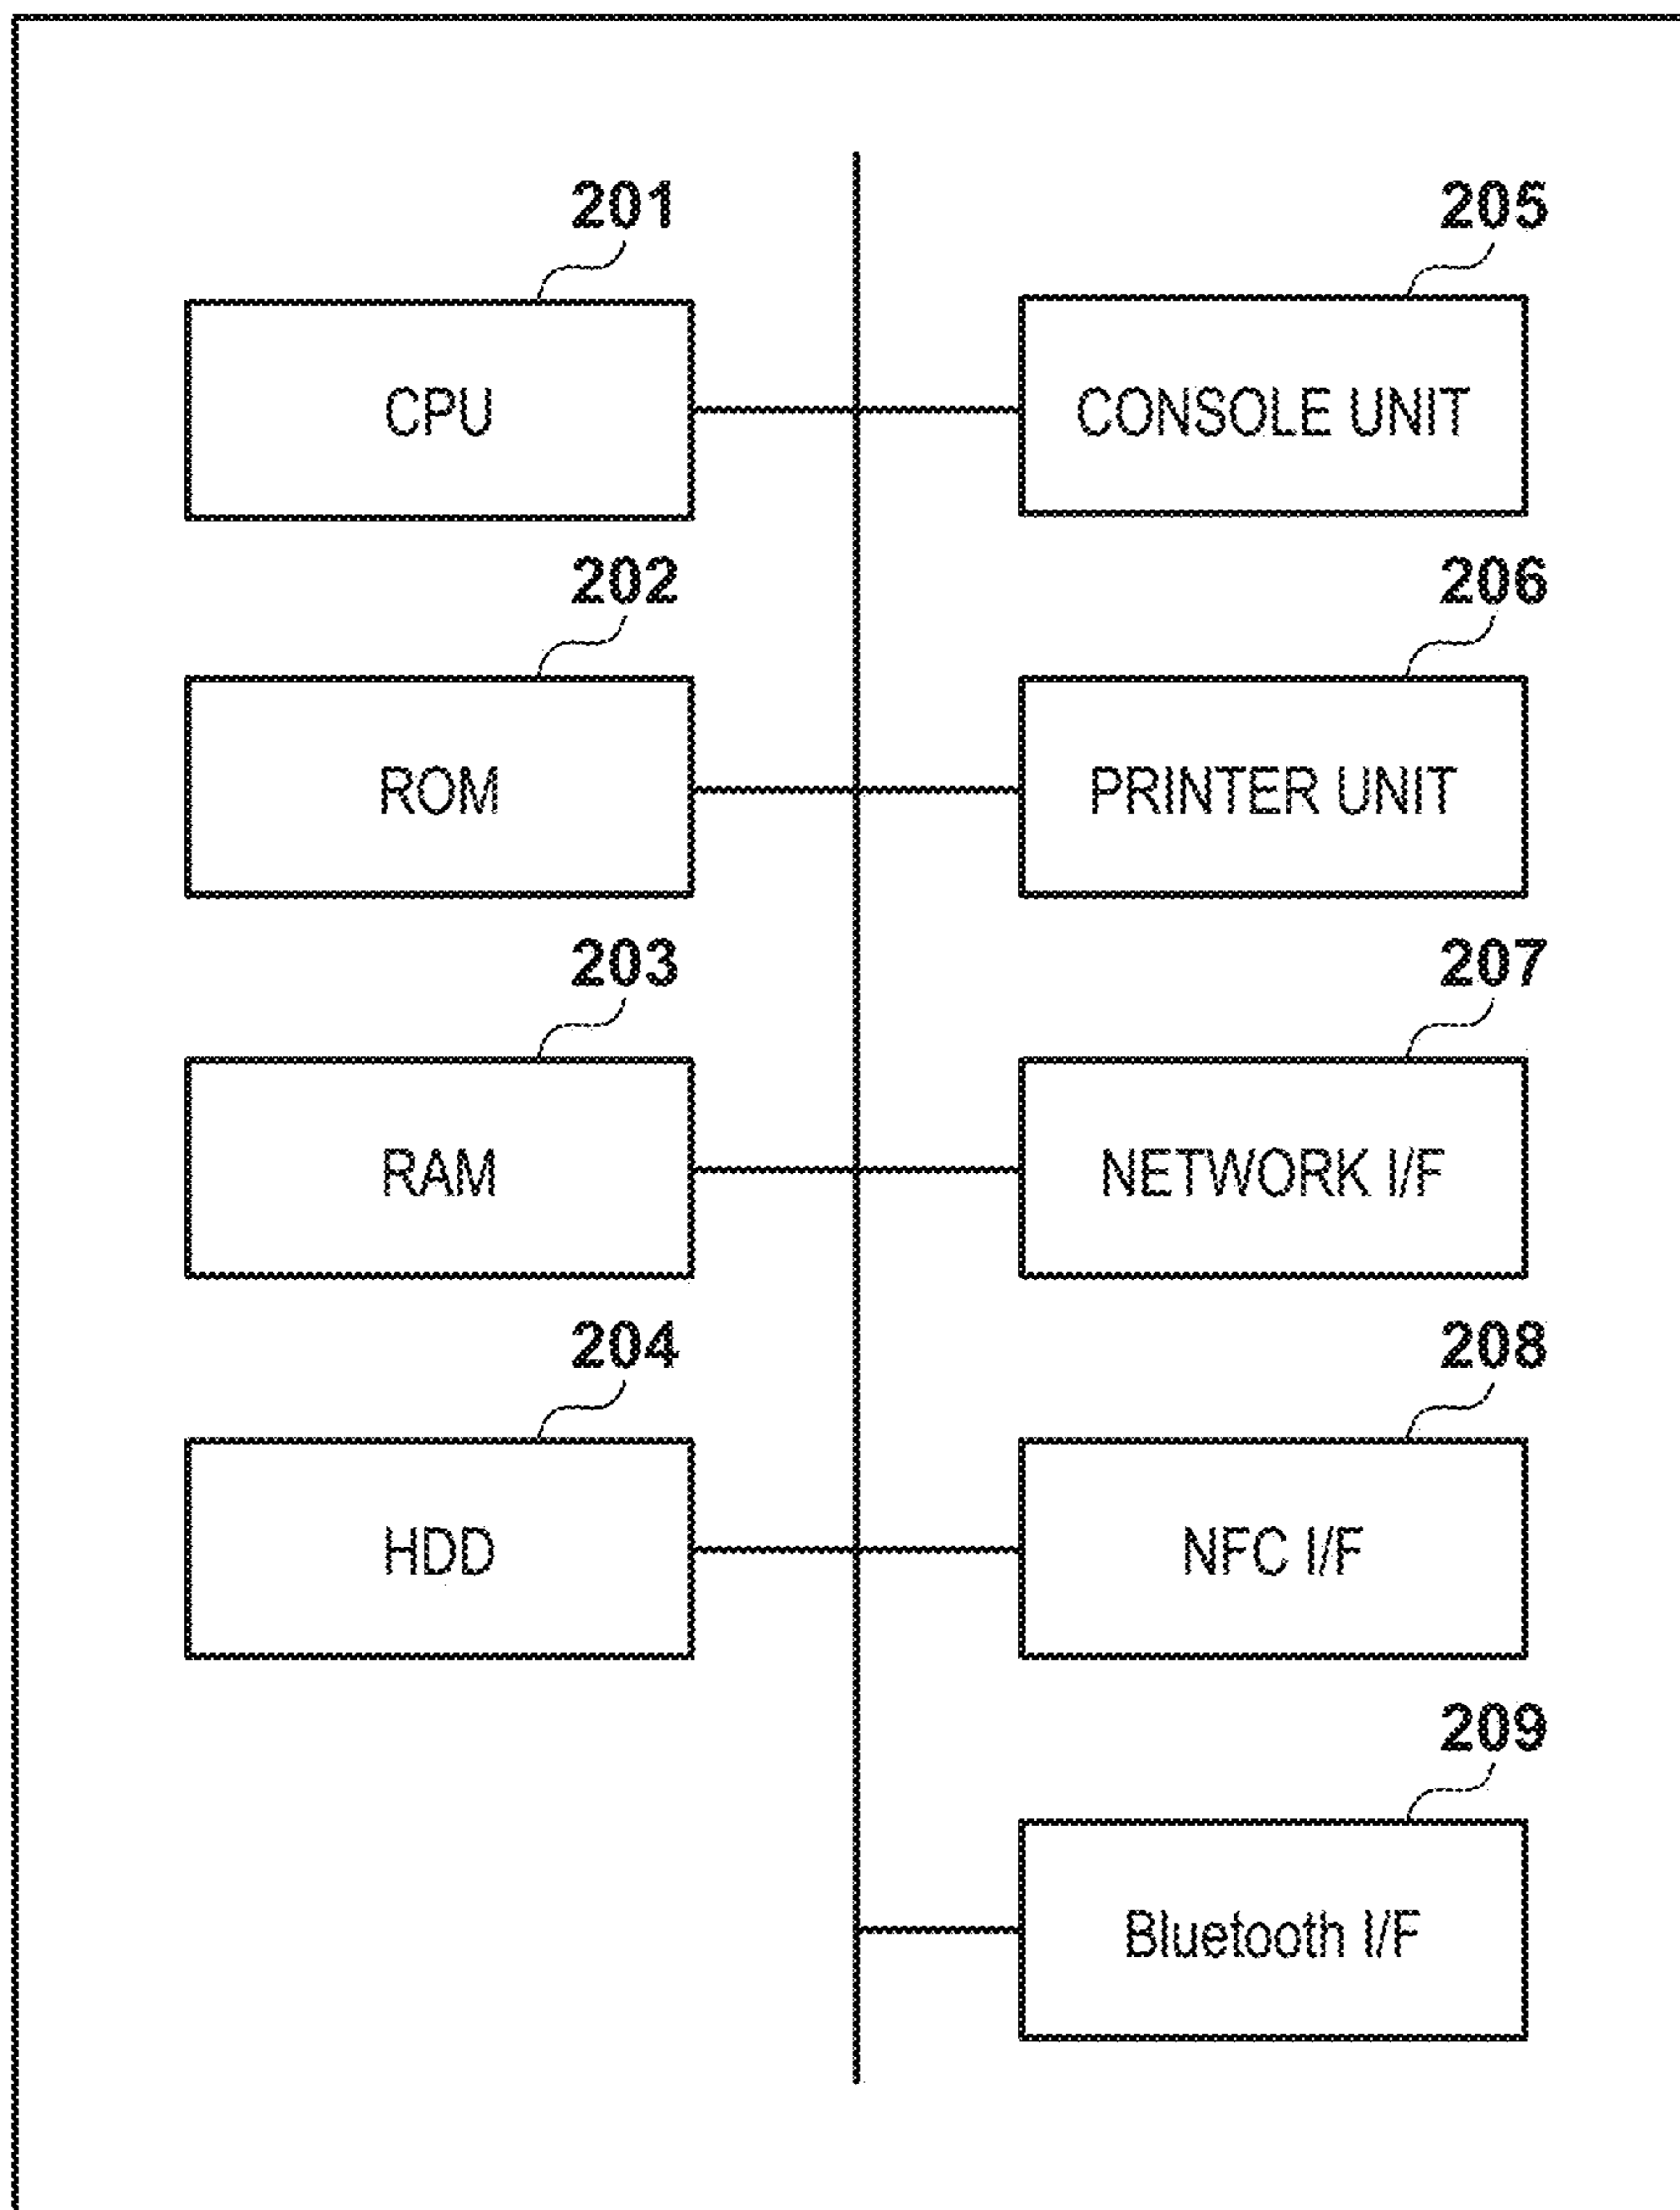 201
205
CPU
CONSOLE UNIT
202
206
ROM
PRINTER UNIT
203
207
RAM
NETWORK I/F
204
208
HDD
NFC I/F
209
Bluetooth I/F